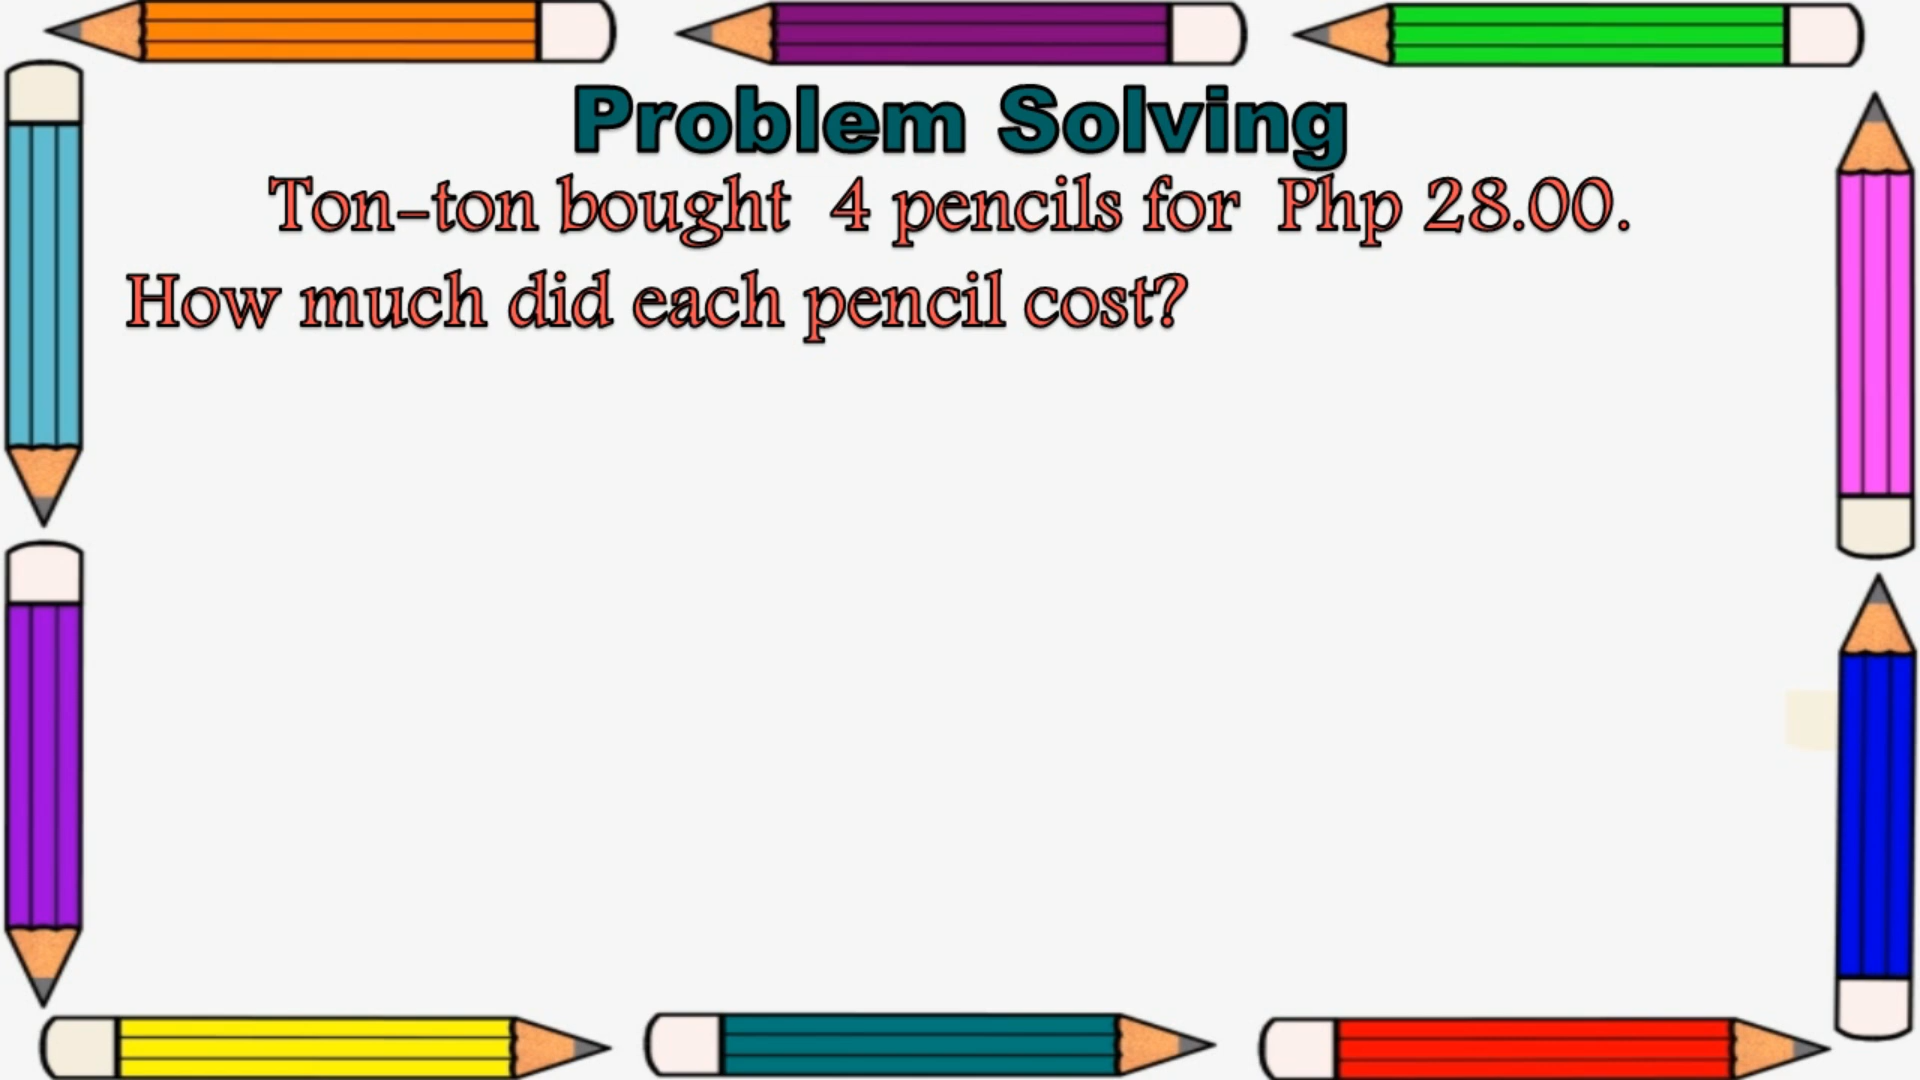 Problem Solving
Ton-ton bought 4 pencils for Php 28.00.
How much did each pencil cost?